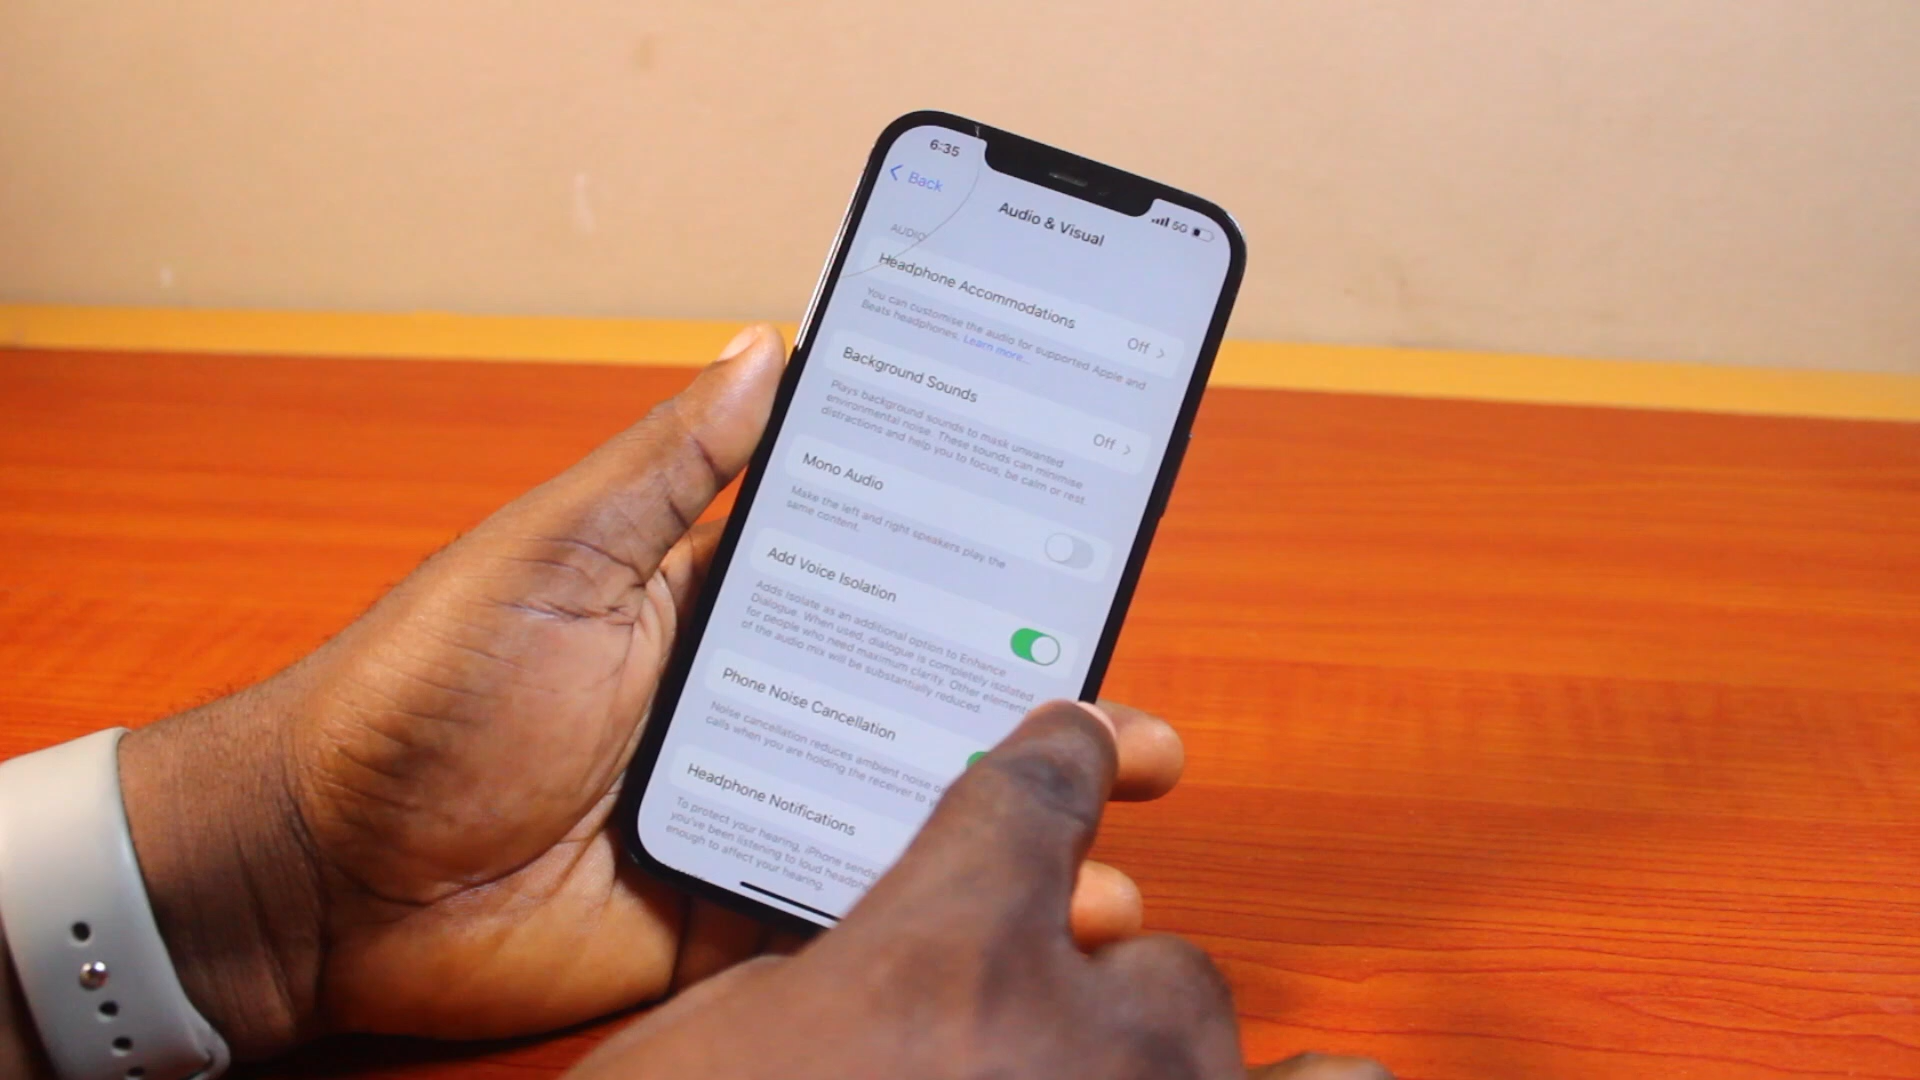 6:35
5G
Back
Audio & Visual
AUDIO
Headphone Accommodations
Off
You can customise the audio for supported Apple and
Beats headphones. Learn more...
Background Sounds
Off
Plays background sounds to mask unwanted
environmental noise. These sounds can minimise
distractions and help you to focus, be calm or rest.
Mono Audio
Make the left and right speakers play the
same content.
Add Voice Isolation
Adds Isolate as an additional option to Enhance
Dialogue. When used, dialogue is completely isolated
for people who need maximum clarity. Other elements
of the audio mix will be substantially reduced.
Phone Noise Cancellation
Noise cancellation reduces ambient noise
calls when you are holding the receiver to
Headphone Notifications
To protect your hearing, iPhone sends
you've been listening to loud
enough to affect your hearing.